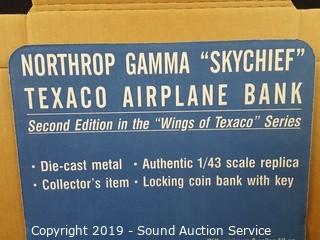 NORTHROP GAMMA “SKYCHIEF”
TEXACO AIRPLANE BANK
Second Edition in the “Wings of Texaco” Series
· Die-cast metal · Authentic 1/43 scale replica
· Collector's item · Locking coin bank with key
Copyright 2019 - Sound Auction Service